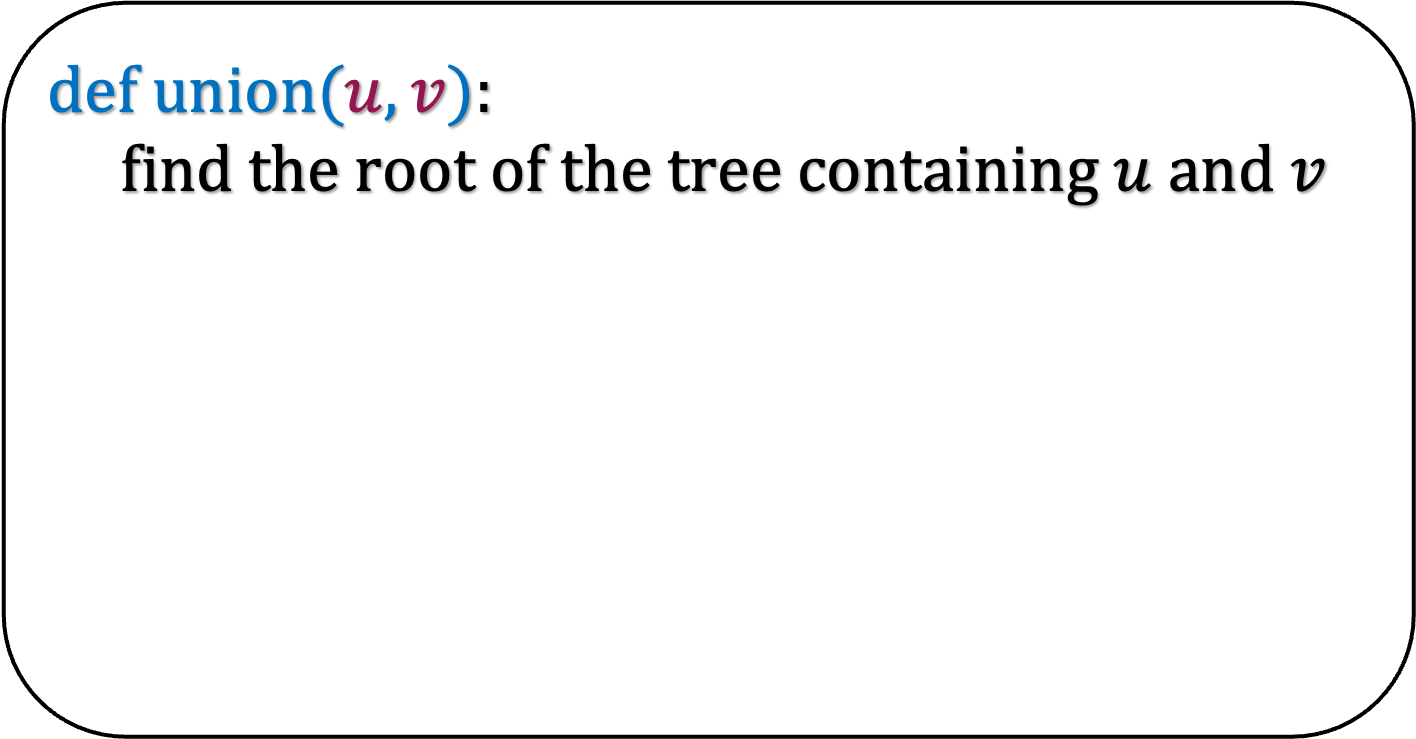 def union(u, v):
find the root of the tree containing u and v